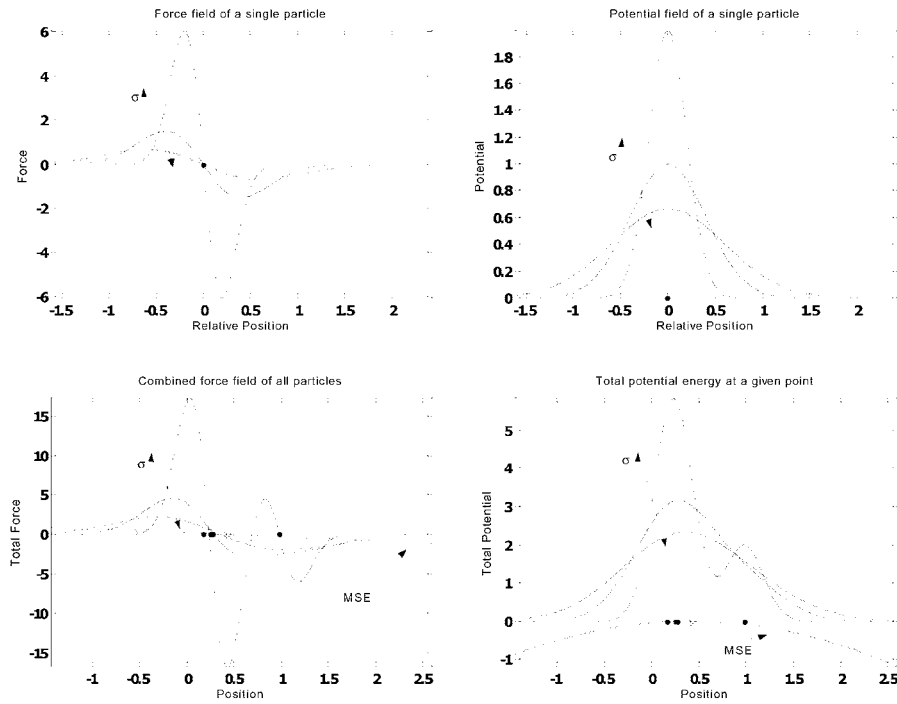 Force field of a single particle
6
4
2
0
-2
-4
-6
Force
σ
-1.5 -1 -0.5 0 0.5 1 1.5 2
Relative Position
Potential field of a single particle
1.8
1.6
1.4
1.2
1
0.8
0.6
0.4
0.2
0
Potential
σ
-1.5 -1 -0.5 0 0.5 1 1.5 2
Relative Position
Combined force field of all particles
15
10
5
0
-5
-10
-15
Total Force
σ
MSE
-1 -0.5 0 0.5 1 1.5 2 2.5
Position
Total potential energy at a given point
5
4
3
2
1
0
-1
Total Potential
σ
MSE
-1 -0.5 0 0.5 1 1.5 2 2.5
Position